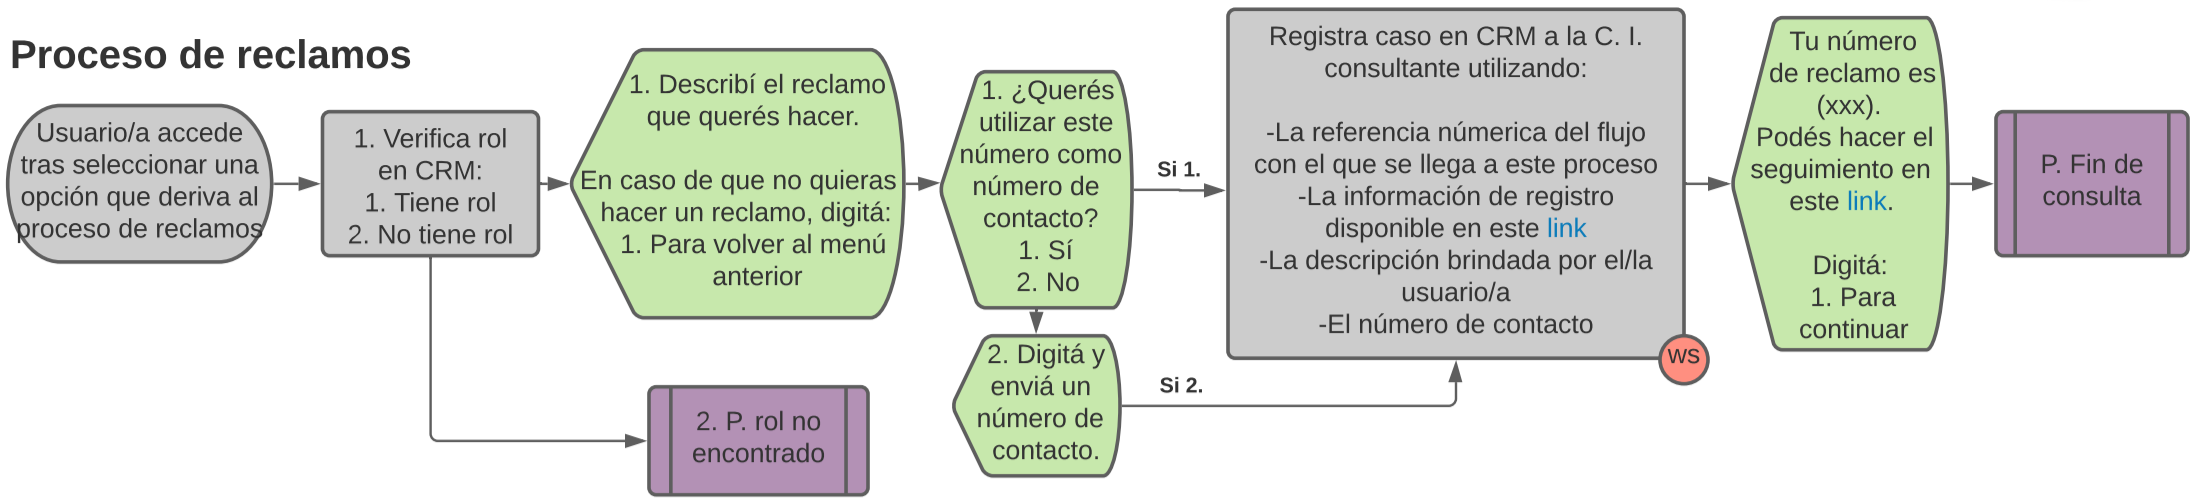 Proceso de reclamos
Usuario/a accede
tras seleccionar una
opción que deriva al
proceso de reclamos
1. Verifica rol
en CRM:
1. Tiene rol
2. No tiene rol
1. Describí el reclamo
que querés hacer.
En caso de que no quieras
hacer un reclamo, digitá:
1. Para volver al menú
anterior
2. P. rol no
encontrado
1. ¿Querés
utilizar este
número como
número de
contacto?
1. Sí
2. No
2. Digitá y
enviá un
número de
contacto.
Si 1.
Si 2.
Registra caso en CRM a la C. I.
consultante utilizando:
-La referencia númerica del flujo
con el que se llega a este proceso
-La información de registro
disponible en este link
-La descripción brindada por el/la
usuario/a
-El número de contacto
ws
Tu número
de reclamo es
(xxx).
Podés hacer el
seguimiento en
este link.
Digitá:
1. Para
continuar
P. Fin de
consulta